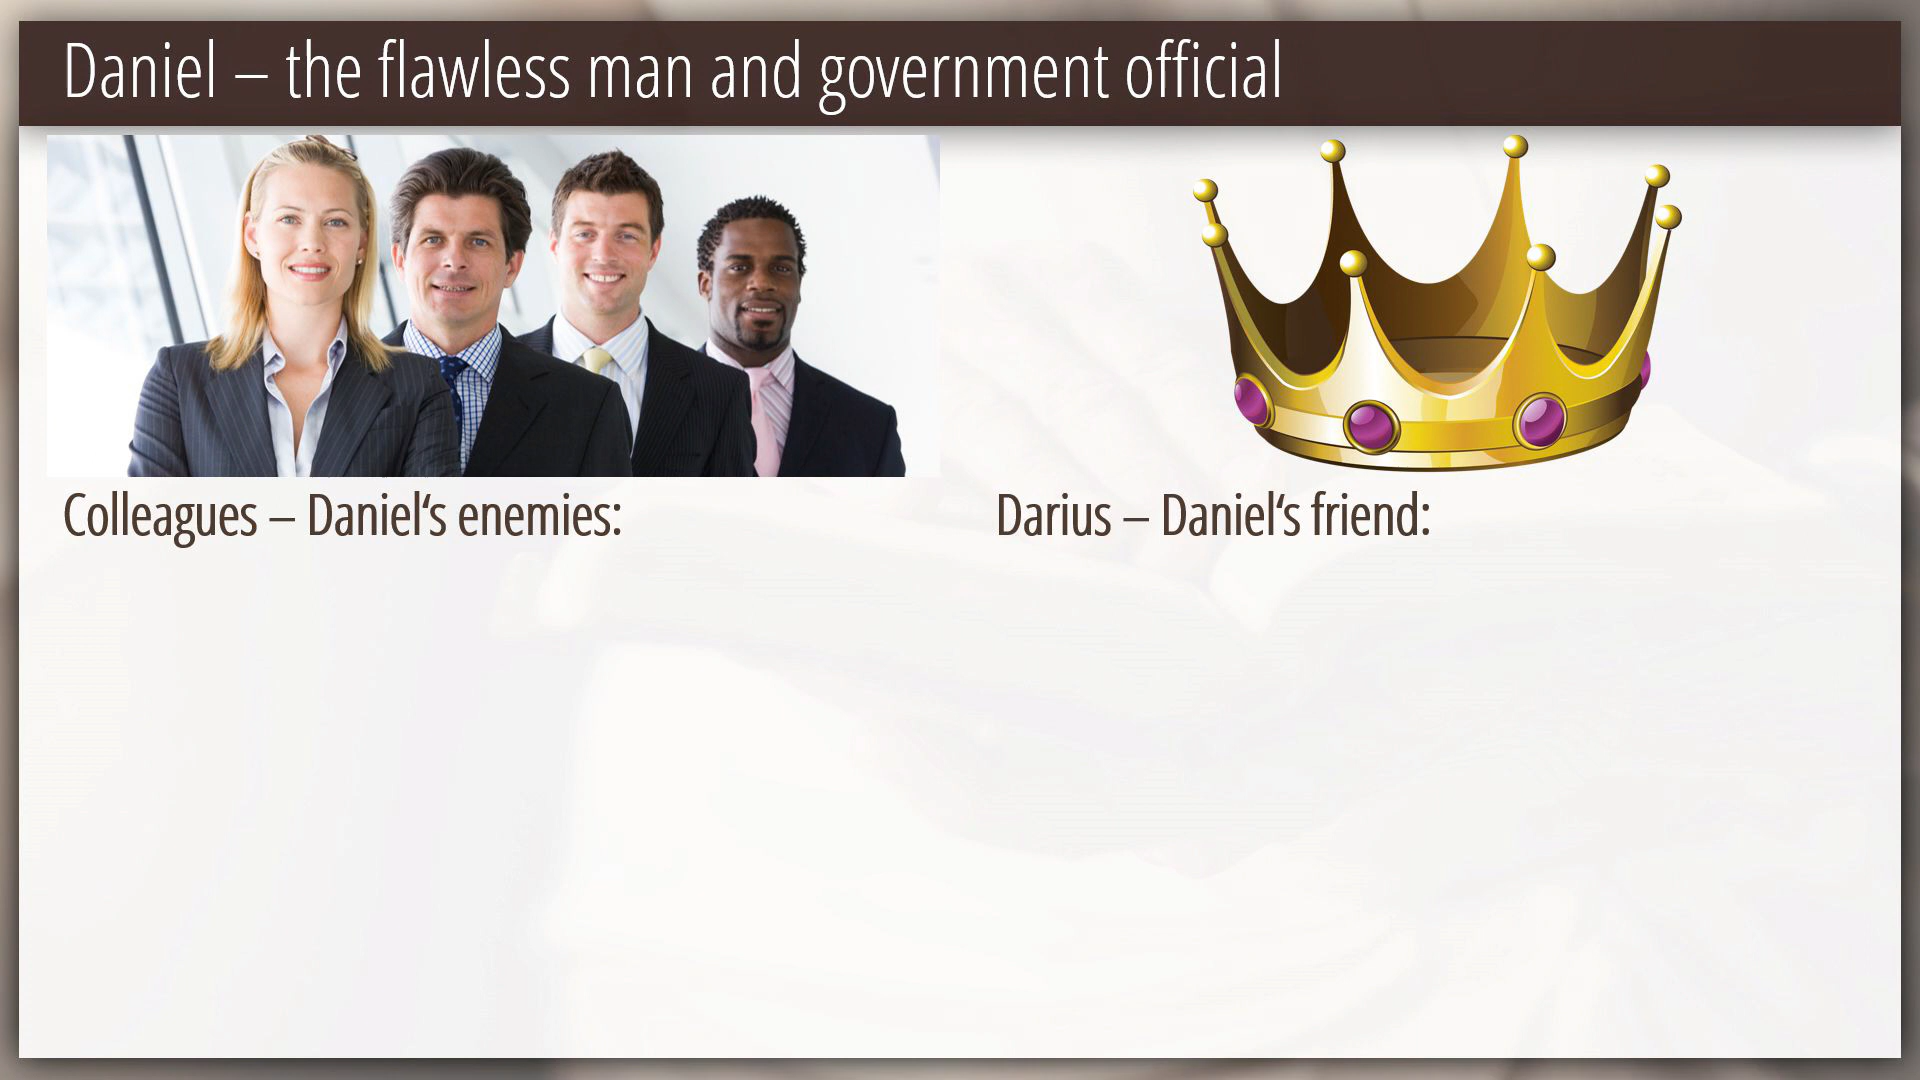 Daniel – the flawless man and government official
Colleagues – Daniel‘s enemies:
Darius – Daniel‘s friend: